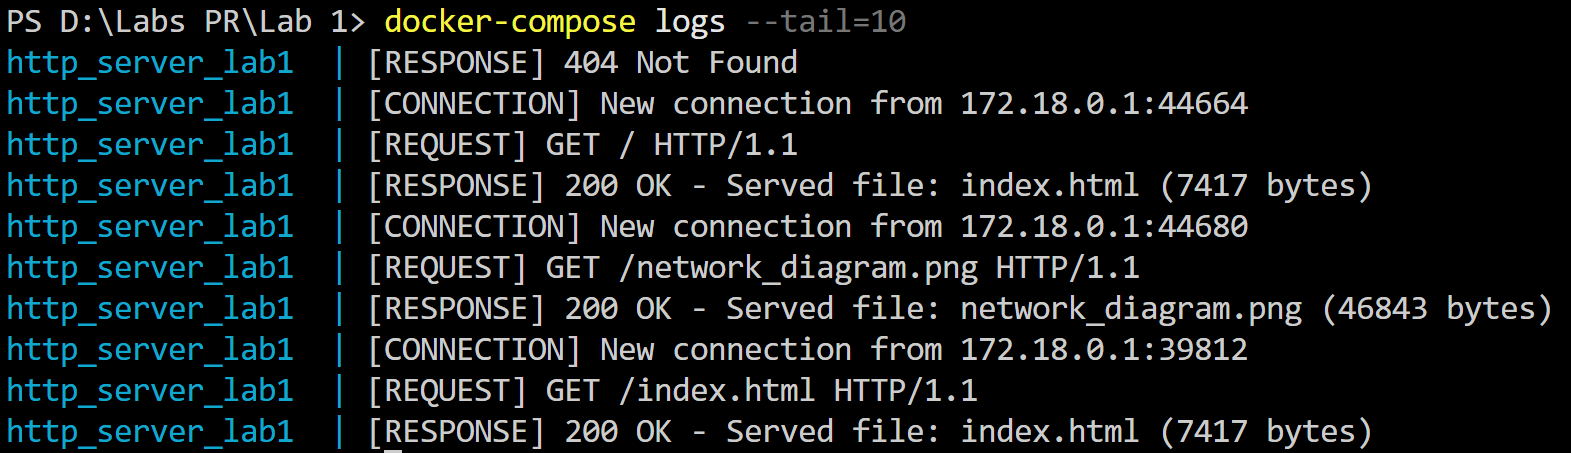 PS D:\Labs PR\Lab 1> docker-compose logs --tail=10
http_server_lab1  | [RESPONSE] 404 Not Found
http_server_lab1  | [CONNECTION] New connection from 172.18.0.1:44664
http_server_lab1  | [REQUEST] GET / HTTP/1.1
http_server_lab1  | [RESPONSE] 200 OK - Served file: index.html (7417 bytes)
http_server_lab1  | [CONNECTION] New connection from 172.18.0.1:44680
http_server_lab1  | [REQUEST] GET /network_diagram.png HTTP/1.1
http_server_lab1  | [RESPONSE] 200 OK - Served file: network_diagram.png (46843 bytes)
http_server_lab1  | [CONNECTION] New connection from 172.18.0.1:39812
http_server_lab1  | [REQUEST] GET /index.html HTTP/1.1
http_server_lab1  | [RESPONSE] 200 OK - Served file: index.html (7417 bytes)